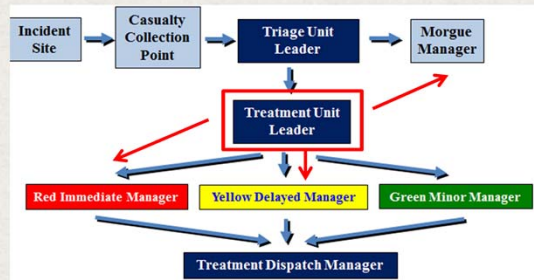 Incident
Site
Casualty
Collection
Point
Triage Unit
Leader
Morgue
Manager
Treatment Unit
Leader
Red Immediate Manager
Yellow Delayed Manager
Green Minor Manager
Treatment Dispatch Manager